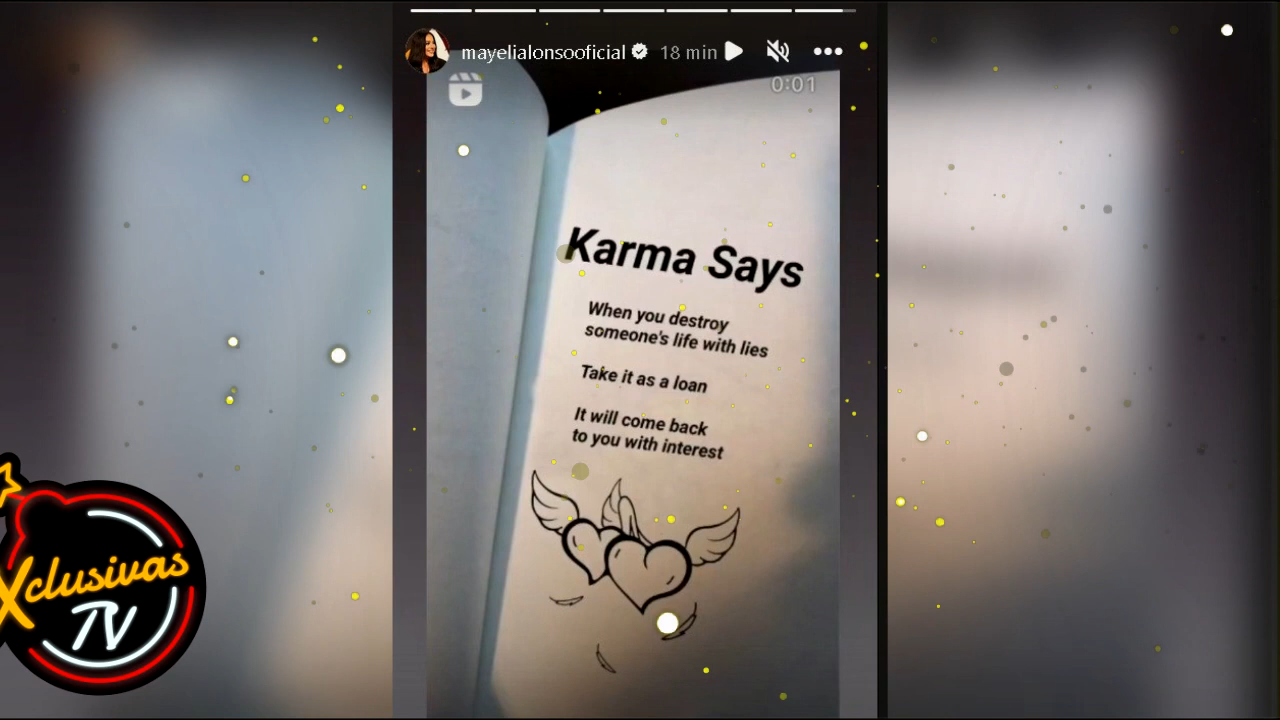 mayelialonsooficial 18 min
0:01
Karma Says
When you destroy
someone's life with lies
Take it as a loan
It will come back
to you with interest
Xclusivas
TV